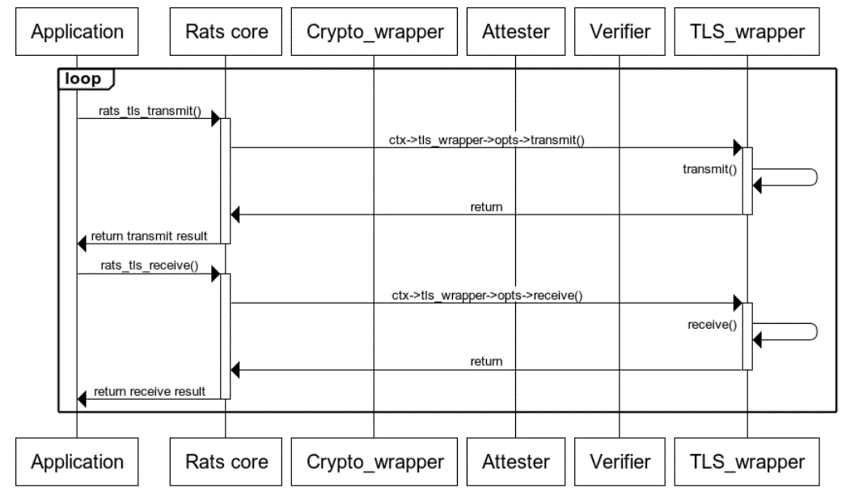 Application Rats core Crypto_wrapper Attester Verifier TLS_wrapper
loop
rats_tls_transmit()
ctx->tls_wrapper->opts->transmit()
transmit()
return
return transmit result
rats_tls_receive()
ctx->tls_wrapper->opts->receive()
receive()
return
return receive result
Application Rats core Crypto_wrapper Attester Verifier TLS_wrapper